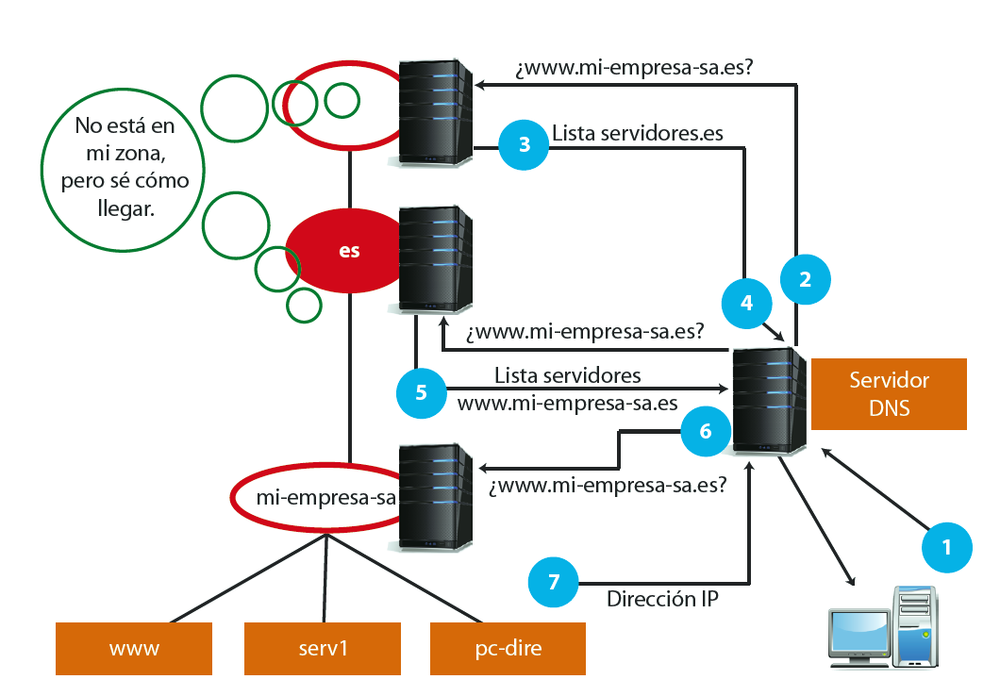 ¿www.mi-empresa-sa.es?
No está en
mi zona,
pero sé cómo
llegar.
3
Lista servidores.es
es
2
4
¿www.mi-empresa-sa.es?
5
Lista servidores
www.mi-empresa-sa.es
Servidor
DNS
6
mi-empresa-sa
¿www.mi-empresa-sa.es?
1
7
Dirección IP
www
serv1
pc-dire